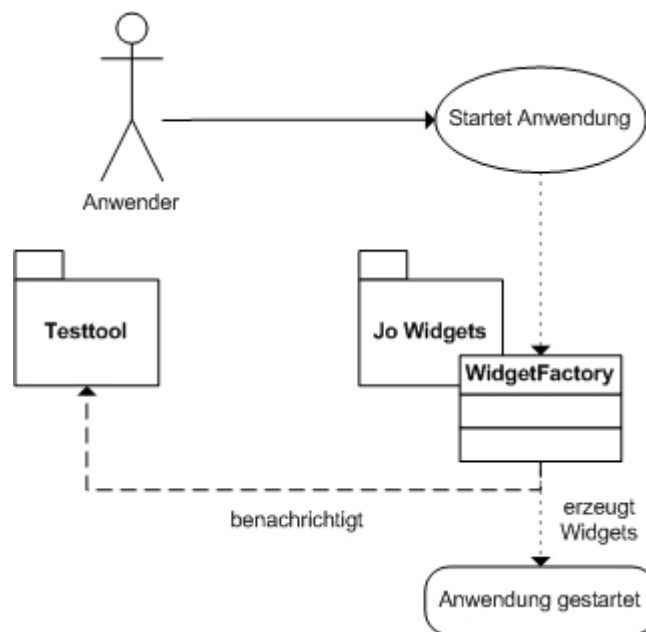 Startet Anwendung
Anwender
Testtool
Jo Widgets
WidgetFactory
benachrichtigt
erzeugt
Widgets
Anwendung gestartet